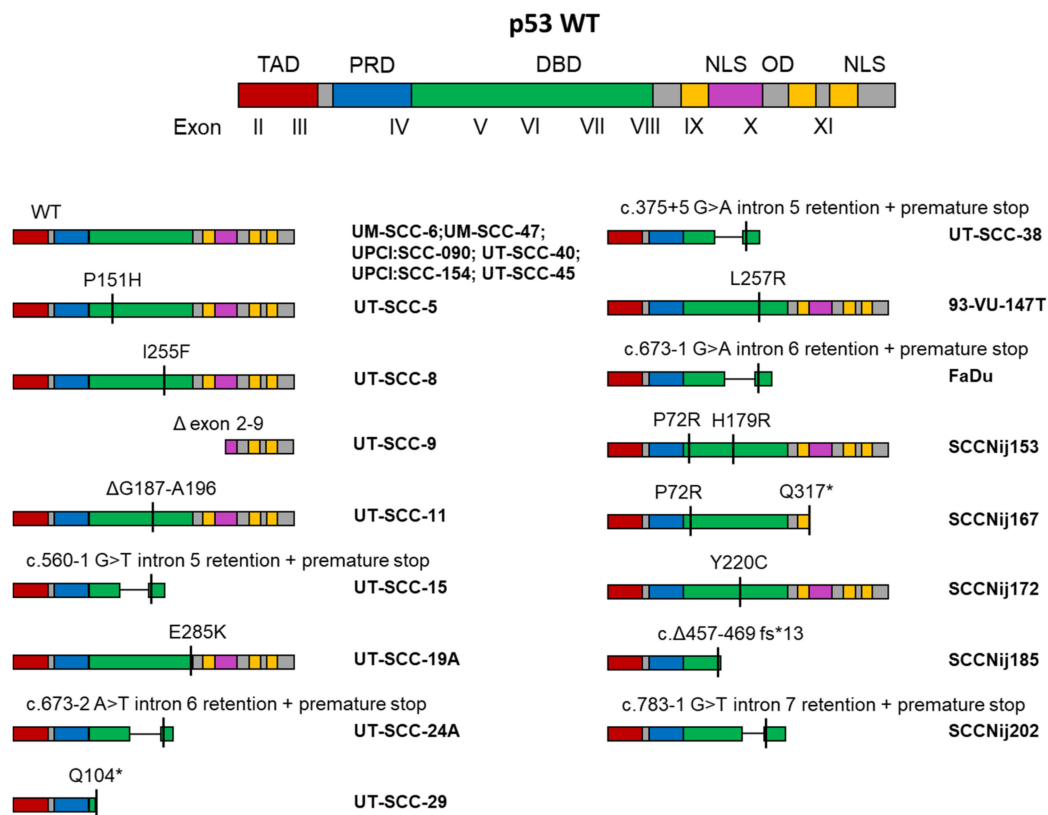 p53 WT
TAD PRD DBD NLS OD NLS
Exon II III IV V VI VII VIII IX X XI
WT
UM-SCC-6;UM-SCC-47;
UPCI:SCC-090; UT-SCC-40;
UPCI:SCC-154; UT-SCC-45
P151H
UT-SCC-5
I255F
UT-SCC-8
Δ exon 2-9
UT-SCC-9
ΔG187-A196
UT-SCC-11
c.560-1 G>T intron 5 retention + premature stop
UT-SCC-15
E285K
UT-SCC-19A
c.673-2 A>T intron 6 retention + premature stop
UT-SCC-24A
Q104*
UT-SCC-29
c.375+5 G>A intron 5 retention + premature stop
UT-SCC-38
L257R
93-VU-147T
c.673-1 G>A intron 6 retention + premature stop
FaDu
P72R H179R
SCCNij153
P72R Q317*
SCCNij167
Y220C
SCCNij172
c.Δ457-469 fs*13
SCCNij185
c.783-1 G>T intron 7 retention + premature stop
SCCNij202